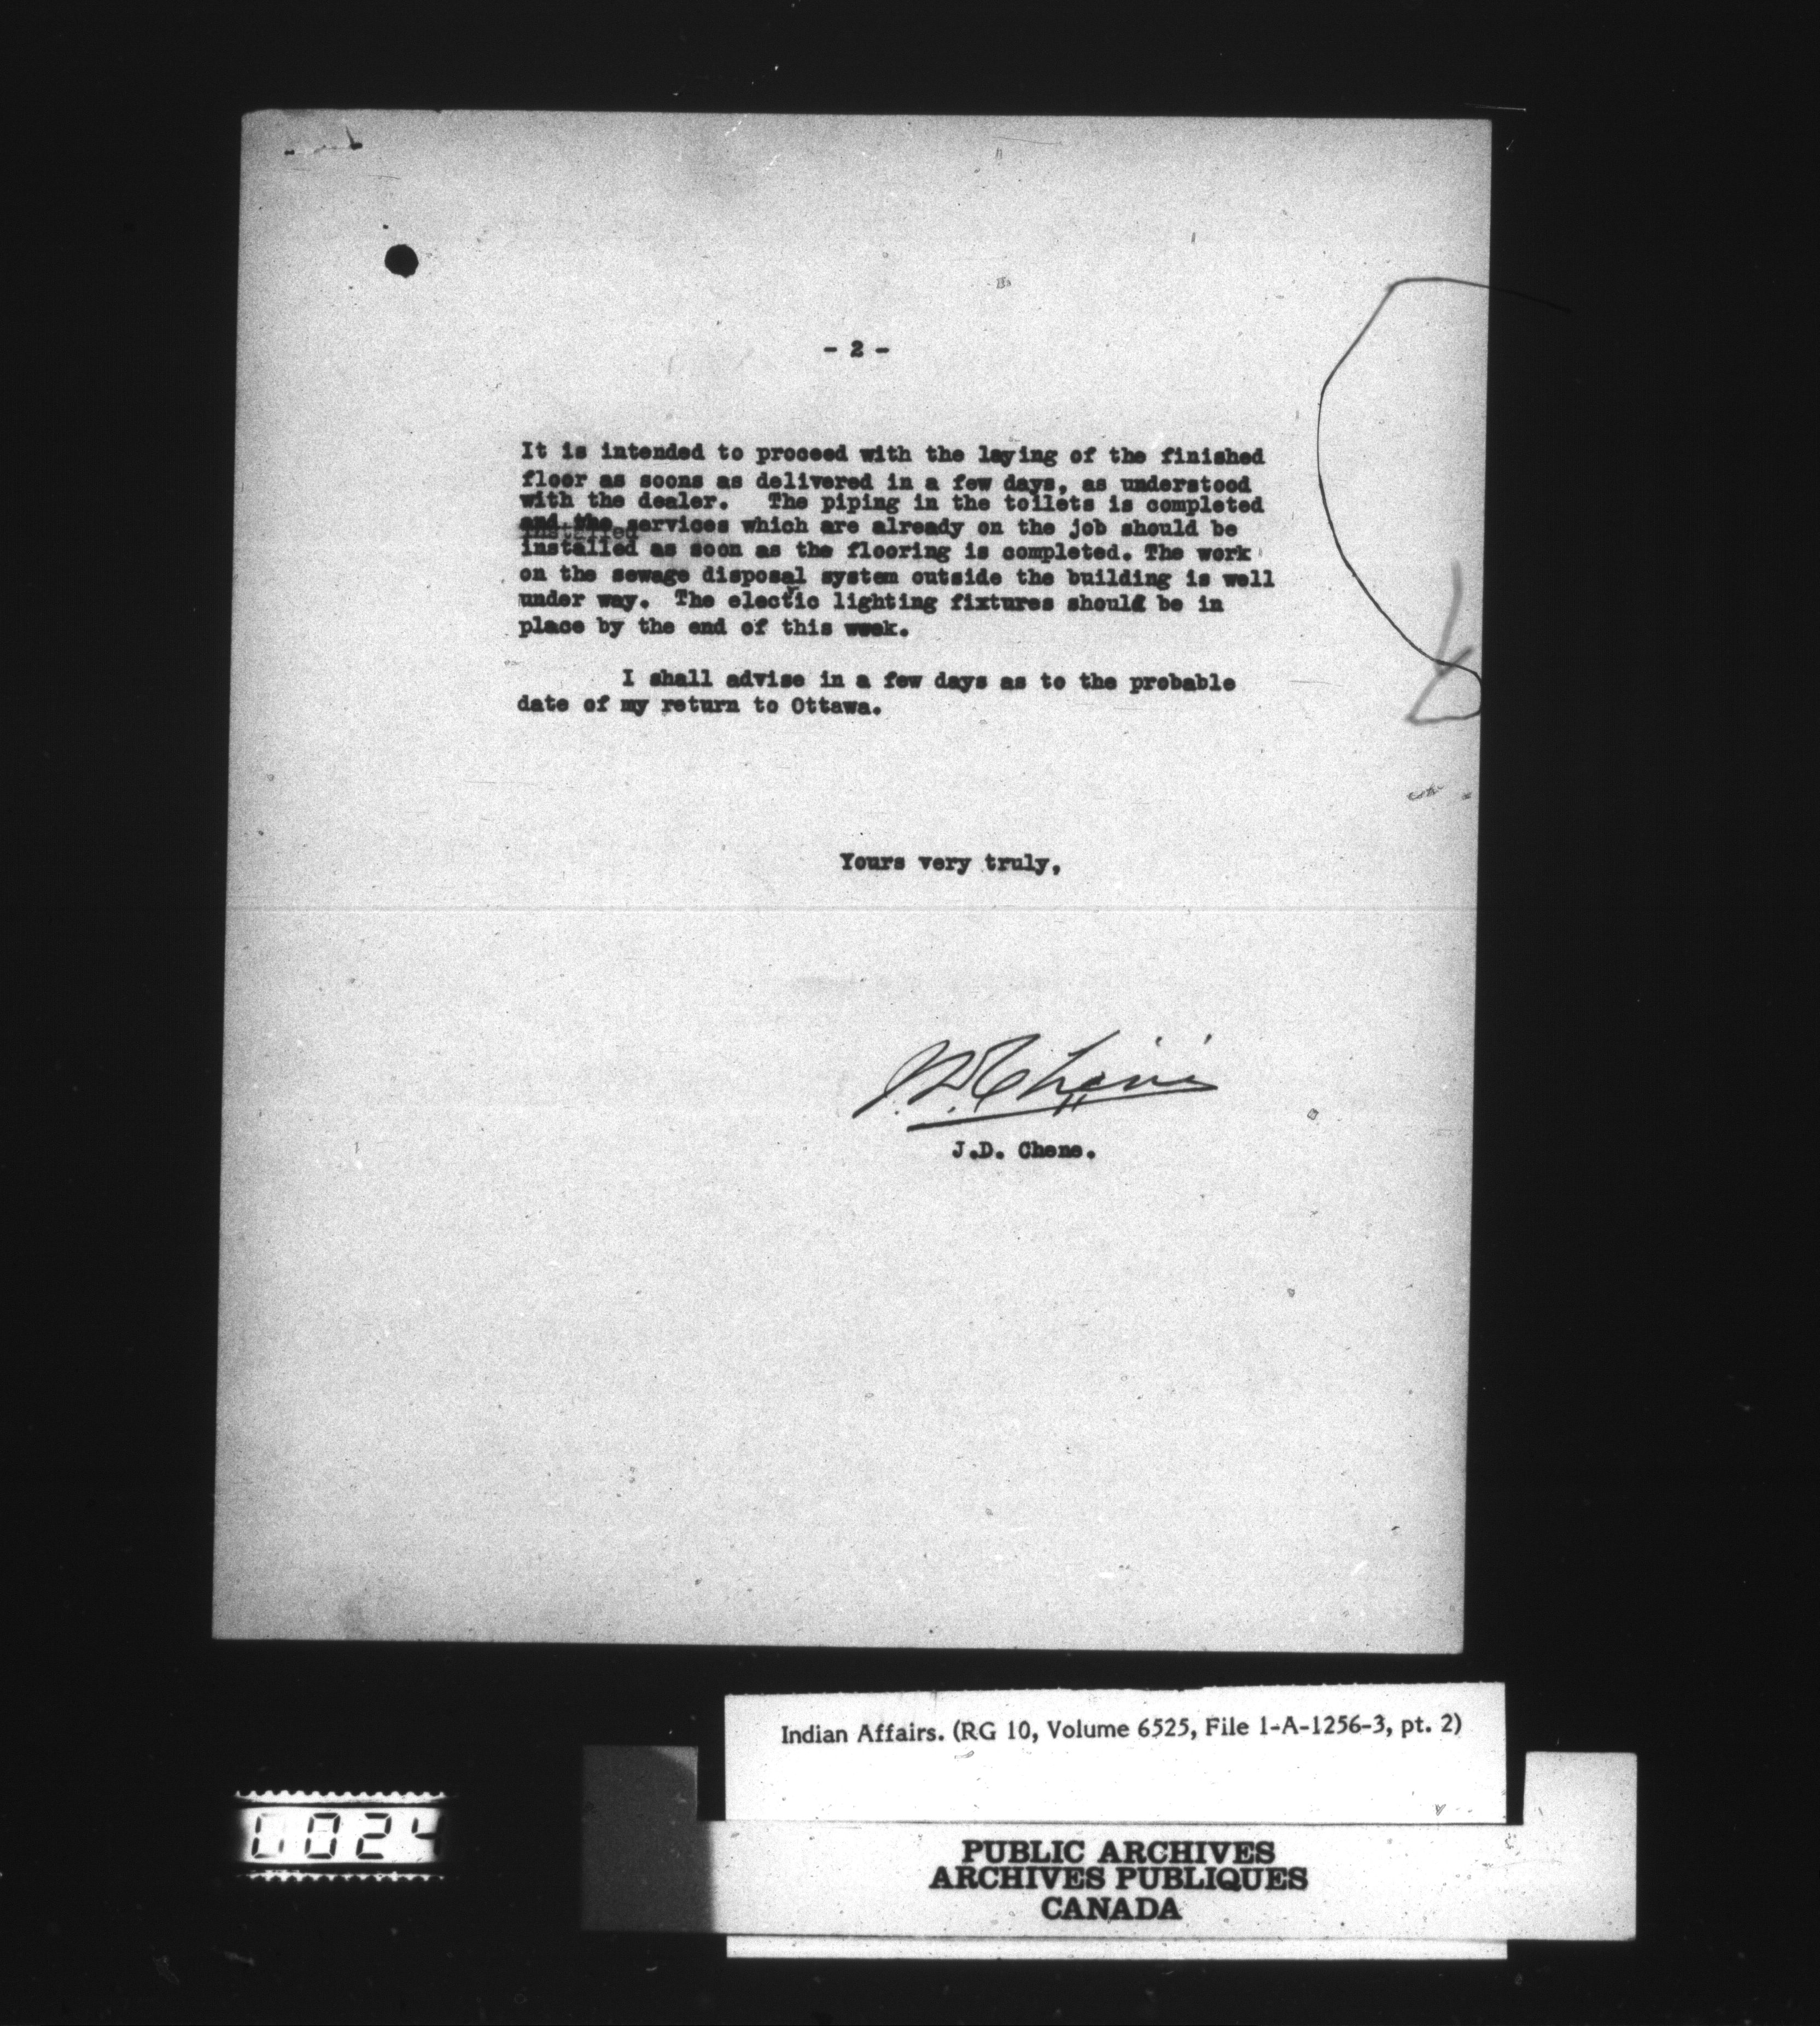 - 2 -
It is intended to proceed with the laying of the finished
floor as soons as delivered in a few days, as understood
with the dealer. The piping in the toilets is completed
and the services which are already on the job should be
installed as soon as the flooring is completed. The work
on the sewage disposal system outside the building is well
under way. The electric lighting fixtures should be in
place by the end of this week.
I shall advise in a few days as to the probable
date of my return to Ottawa.
Yours very truly,
J.D. Chene.
Indian Affairs. (RG 10, Volume 6525, File 1-A-1256-3, pt. 2)
0024
PUBLIC ARCHIVES
ARCHIVES PUBLIQUES
CANADA